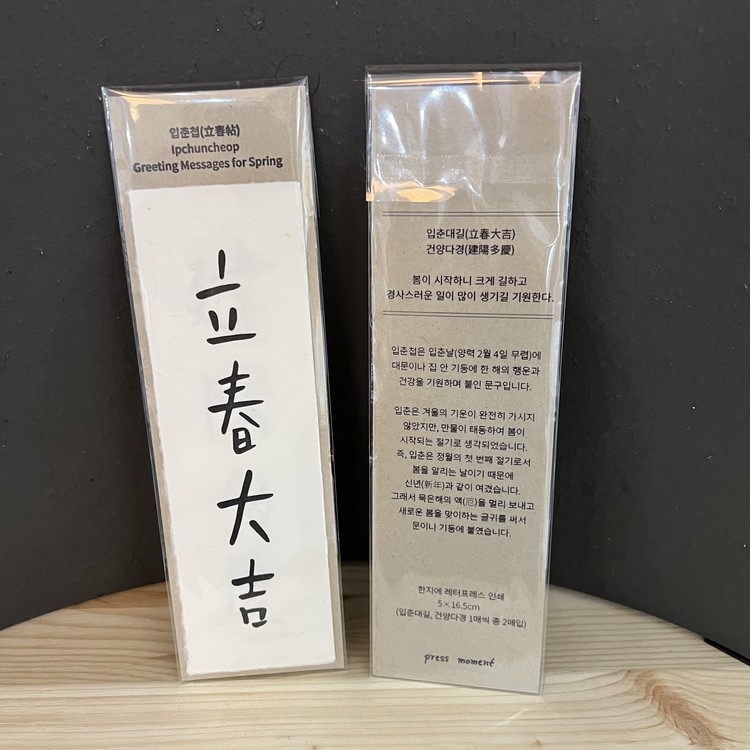 입춘첩(立春帖)
Ipchuncheop
Greeting Messages for Spring
立
春
大
吉
입춘대길(立春大吉)
건양다경(建陽多慶)
봄이 시작하니 크게 길하고
경사스러운 일이 많이 생기길 기원한다.
입춘첩은 입춘날(양력 2월 4일 무렵)에
대문이나 집 안 기둥에 한 해의 행운과
건강을 기원하며 붙인 문구입니다.
입춘은 겨울의 기운이 완전히 가시지
않았지만, 만물이 태동하여 봄이
시작되는 절기로 생각되었습니다.
즉, 입춘은 정월의 첫 번째 절기로서
봄을 알리는 날이기 때문에
신년(新年)과 같이 여겼습니다.
그래서 묵은해의 액(厄)을 멀리 보내고
새로운 봄을 맞이하는 글귀를 써서
문이나 기둥에 붙였습니다.
한지에 레터프레스 인쇄
5×16.5cm
(입춘대길, 건양다경 1매씩 총 2매입)
press moment